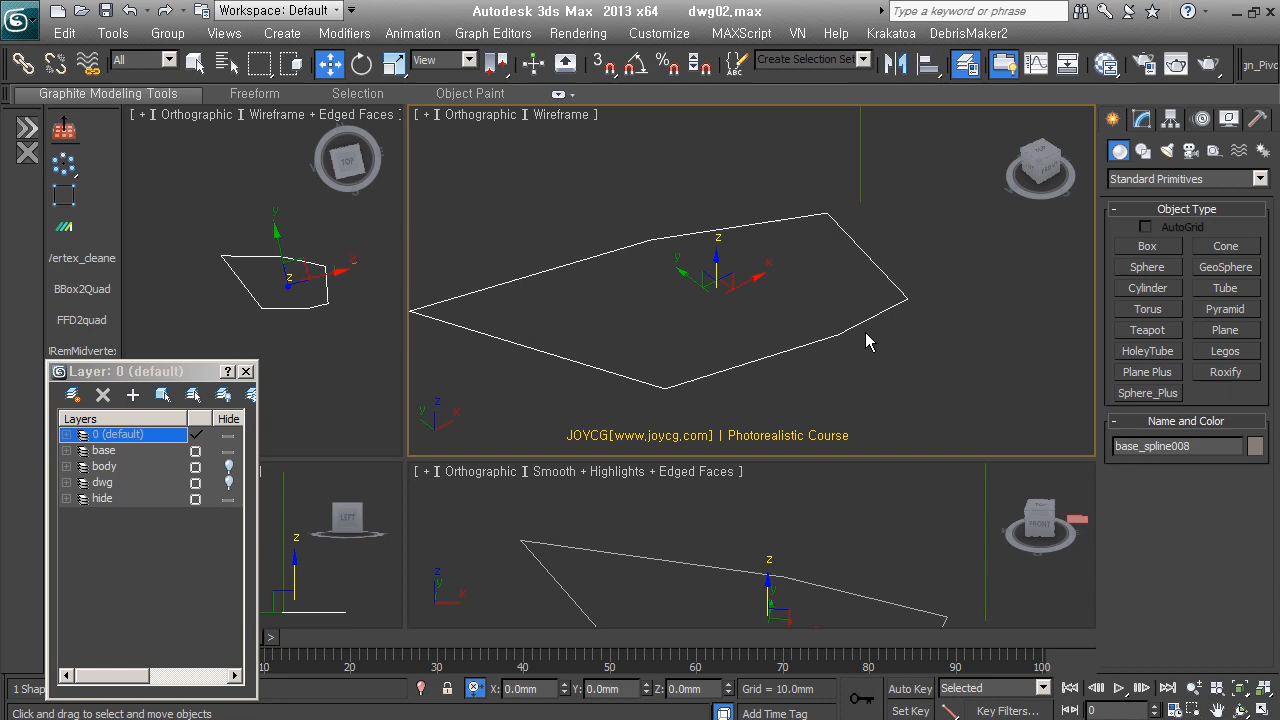 Workspace: Default
Autodesk 3ds Max 2013 x64 dwg02.max
Type a keyword or phrase
Edit Tools Group Views Create Modifiers Animation Graph Editors Rendering Customize MAXScript VN Help Krakatoa DebrisMaker2
All
View
3
Create Selection Set
gn_Pivo
Graphite Modeling Tools Freeform Selection Object Paint
[ + ] [ Orthographic ] [ Wireframe + Edged Faces ]
[ + ] [ Orthographic ] [ Wireframe ]
TOP
y
x
z
z
y
x
TOP
FRONT
Standard Primitives
- Object Type
AutoGrid
Box Cone
Sphere GeoSphere
Cylinder Tube
Torus Pyramid
Teapot Plane
HoleyTube Legos
Plane Plus Roxify
Sphere_Plus
- Name and Color
base_spline008
Vertex_cleane
BBox2Quad
FFD2quad
IRemMidvertex
Layer: 0 (default)
Layers Hide
0 (default)
base
body
dwg
hide
z
y x
JOYCG[www.joycg.com] | Photorealistic Course
[ + ] [ Orthographic ] [ Smooth + Highlights + Edged Faces ]
LEFT
z
z
y
x
z
y
TOP
FRONT
>
10 20 30 40 50 60 70 80 90 100
1 Shap
X: 0.0mm Y: 0.0mm Z: 0.0mm Grid = 10.0mm
Auto Key Selected
Click and drag to select and move objects
Add Time Tag
Set Key Key Filters...
0